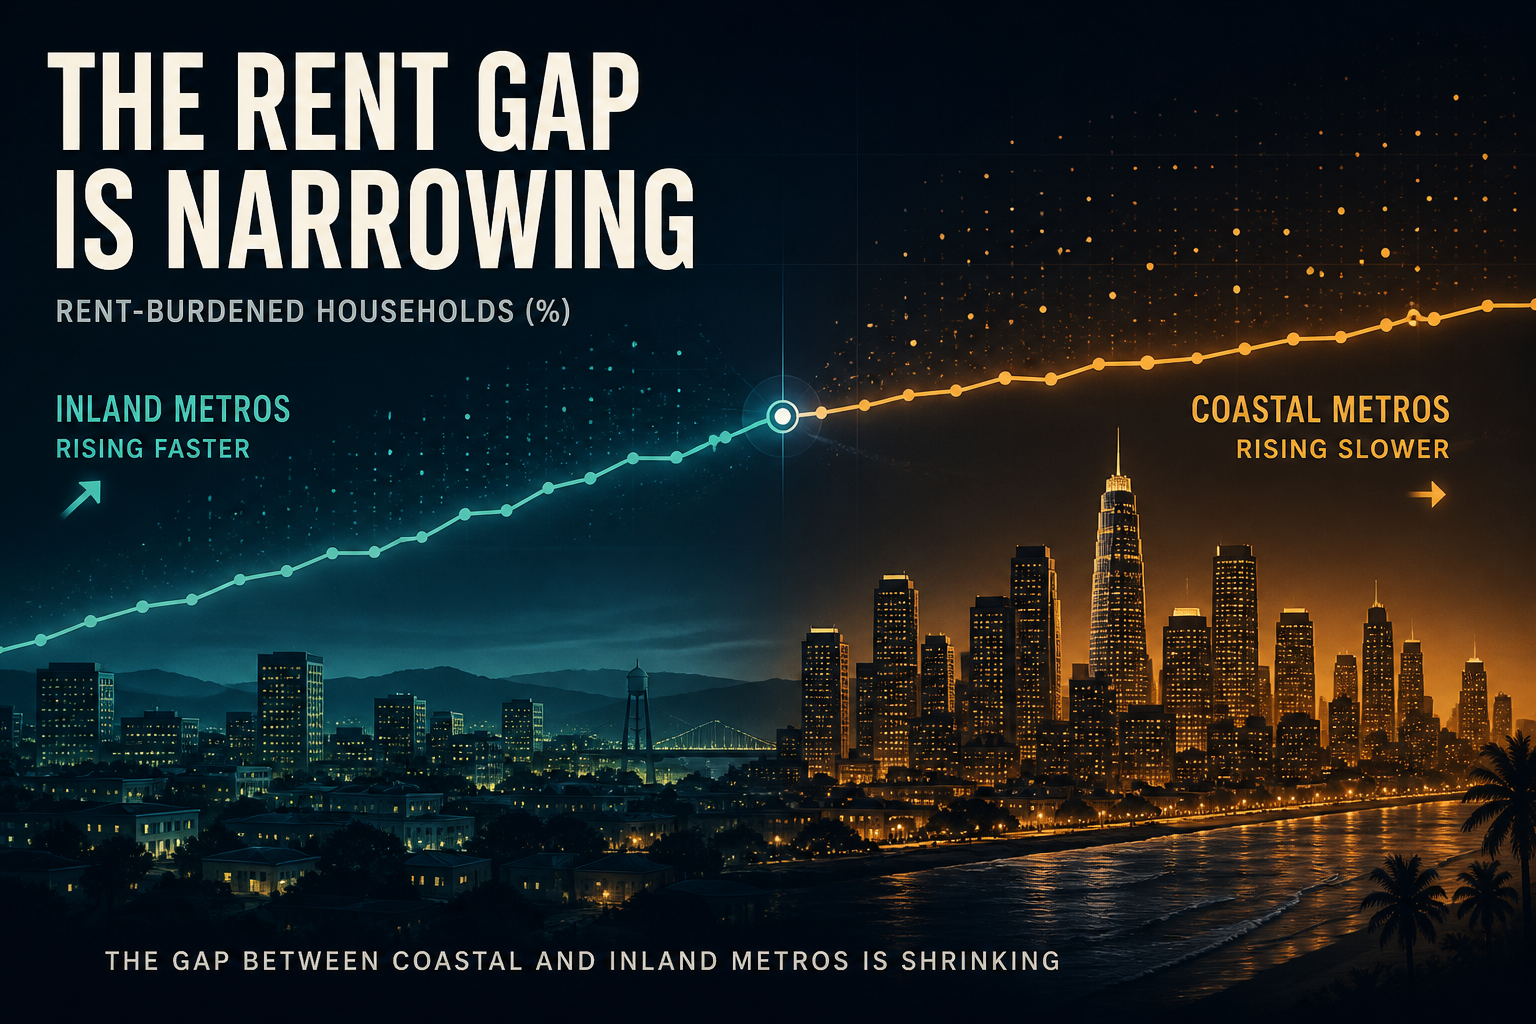 THE RENT GAP
IS NARROWING
RENT-BURDENED HOUSEHOLDS (%)
INLAND METROS
RISING FASTER
COASTAL METROS
RISING SLOWER
THE GAP BETWEEN COASTAL AND INLAND METROS IS SHRINKING